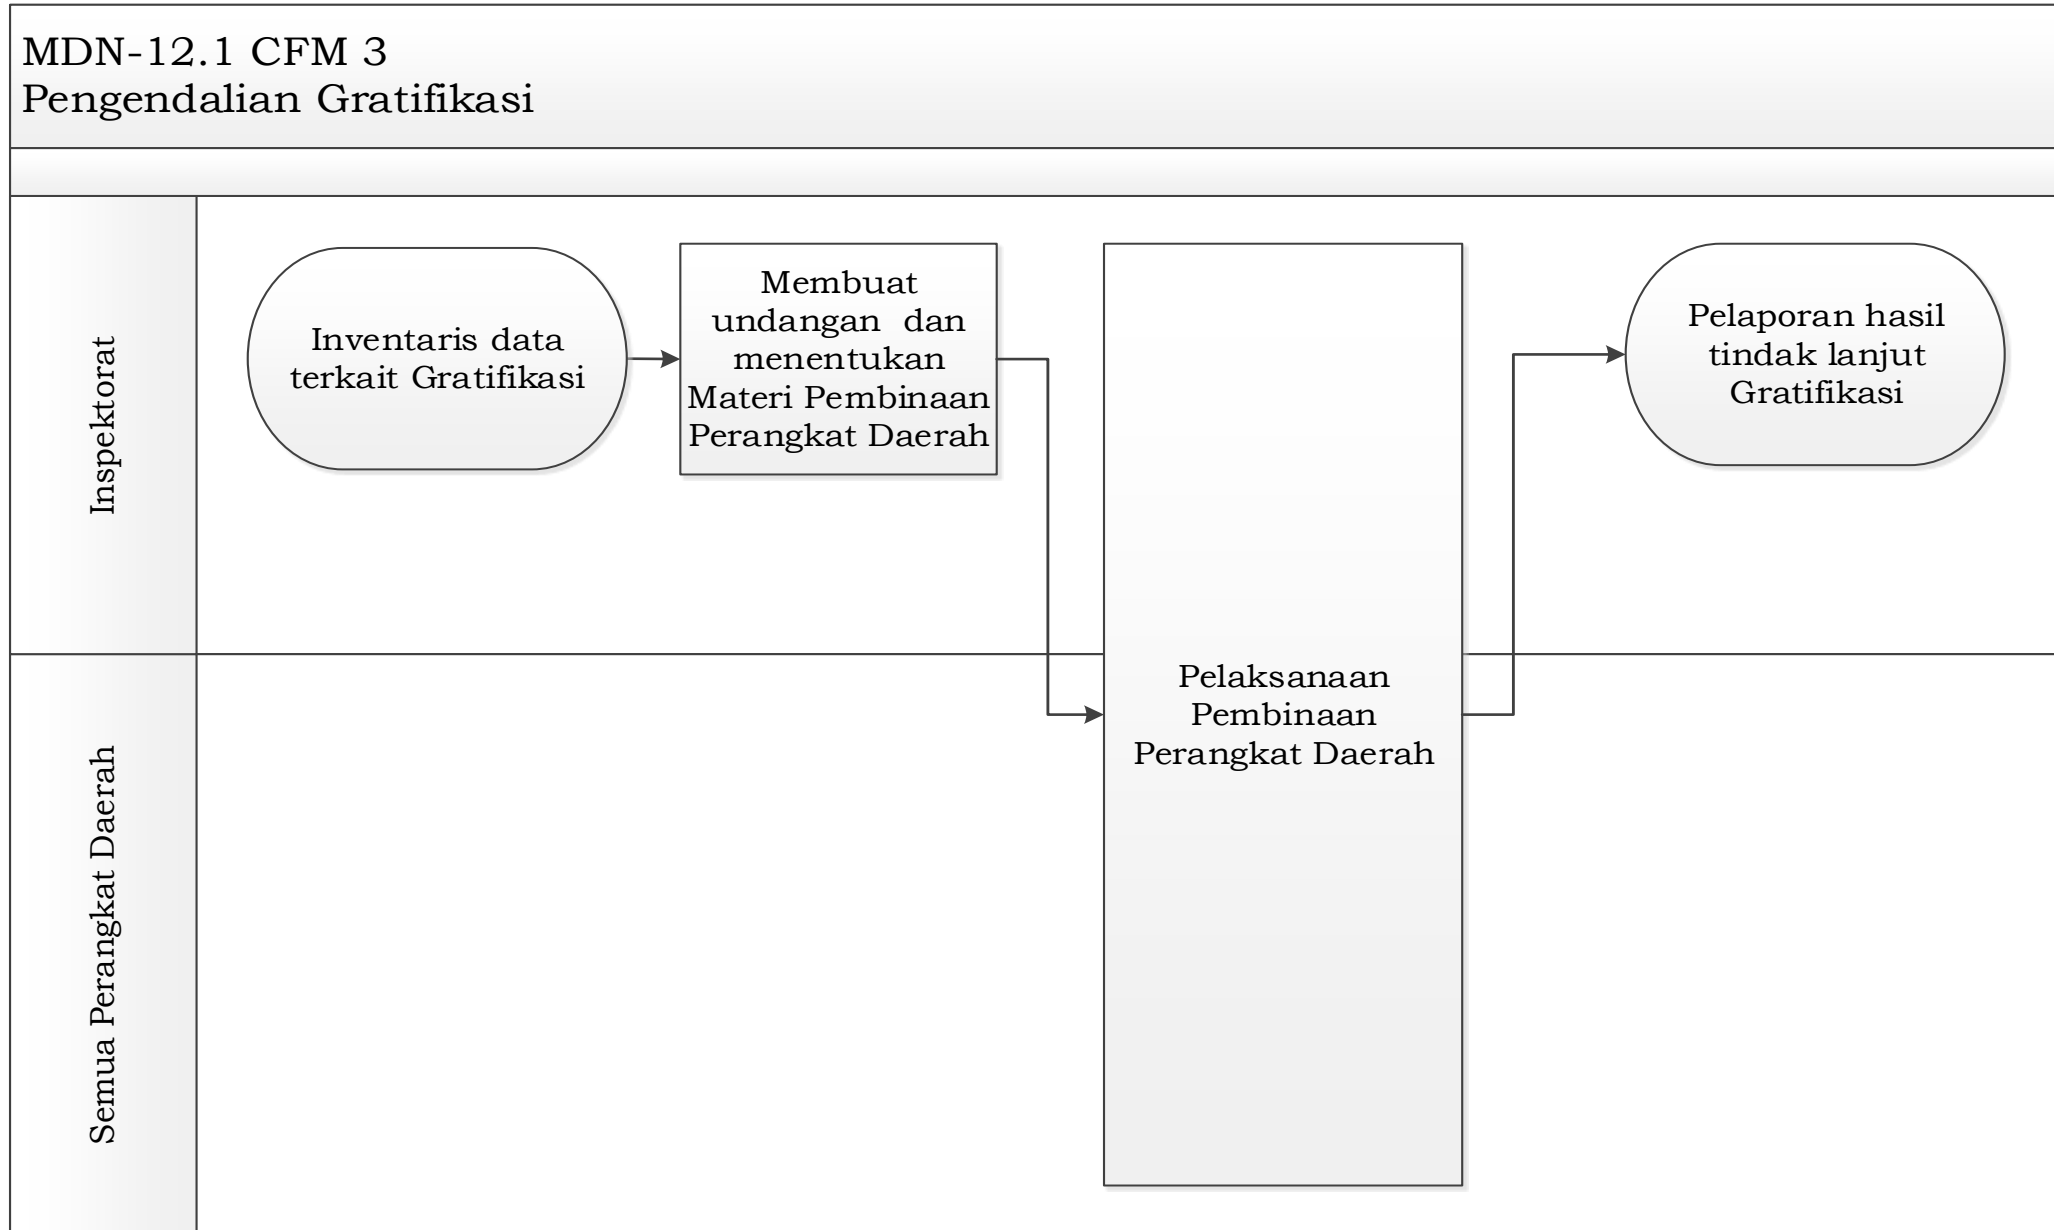 MDN-12.1 CFM 3
Pengendalian Gratifikasi
Inspektorat
Inventaris data
terkait Gratifikasi
Membuat
undangan dan
menentukan
Materi Pembinaan
Perangkat Daerah
Pelaporan hasil
tindak lanjut
Gratifikasi
Semua Perangkat Daerah
Pelaksanaan
Pembinaan
Perangkat Daerah